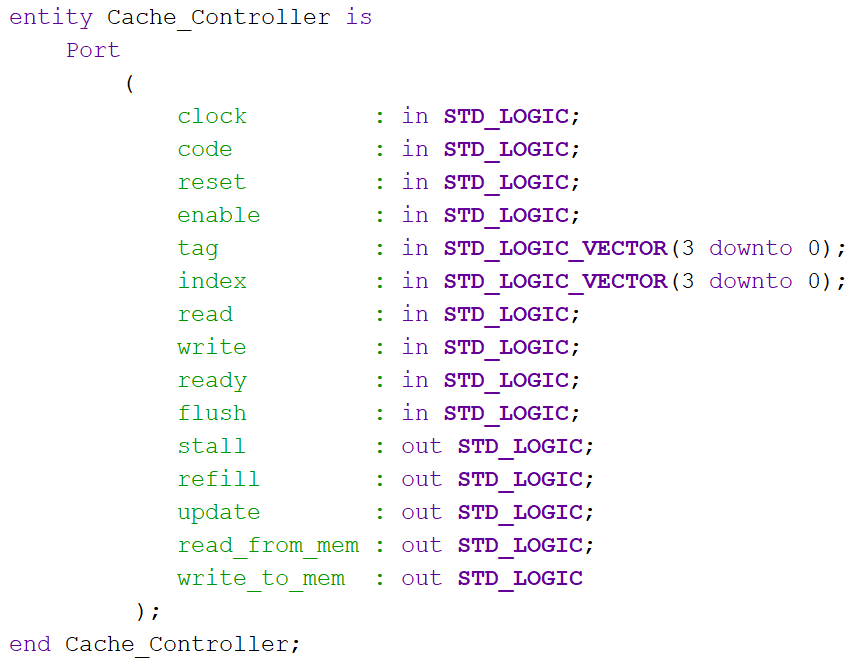 entity Cache_Controller is
    Port
        (
            clock         : in STD_LOGIC;
            code          : in STD_LOGIC;
            reset         : in STD_LOGIC;
            enable        : in STD_LOGIC;
            tag           : in STD_LOGIC_VECTOR(3 downto 0);
            index         : in STD_LOGIC_VECTOR(3 downto 0);
            read          : in STD_LOGIC;
            write         : in STD_LOGIC;
            ready         : in STD_LOGIC;
            flush         : in STD_LOGIC;
            stall         : out STD_LOGIC;
            refill        : out STD_LOGIC;
            update        : out STD_LOGIC;
            read_from_mem : out STD_LOGIC;
            write_to_mem  : out STD_LOGIC
        );
end Cache_Controller;